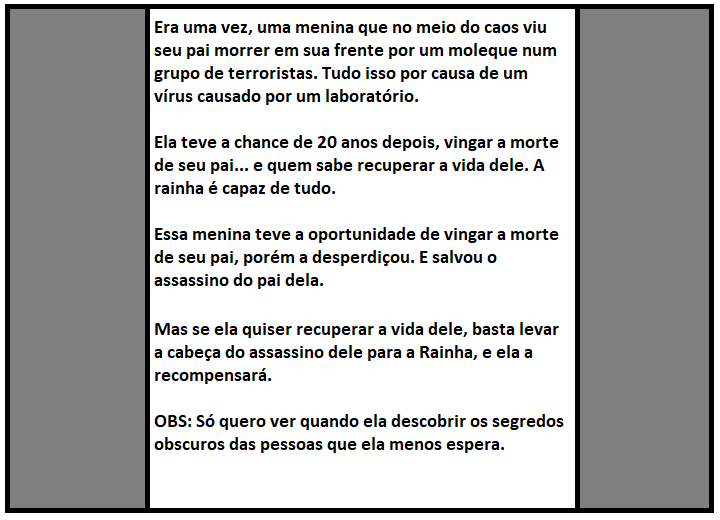 Era uma vez, uma menina que no meio do caos viu
seu pai morrer em sua frente por um moleque num
grupo de terroristas. Tudo isso por causa de um
vírus causado por um laboratório.
Ela teve a chance de 20 anos depois, vingar a morte
de seu pai... e quem sabe recuperar a vida dele. A
rainha é capaz de tudo.
Essa menina teve a oportunidade de vingar a morte
de seu pai, porém a desperdiçou. E salvou o
assassino do pai dela.
Mas se ela quiser recuperar a vida dele, basta levar
a cabeça do assassino dele para a Rainha, e ela a
recompensará.
OBS: Só quero ver quando ela descobrir os segredos
obscuros das pessoas que ela menos espera.